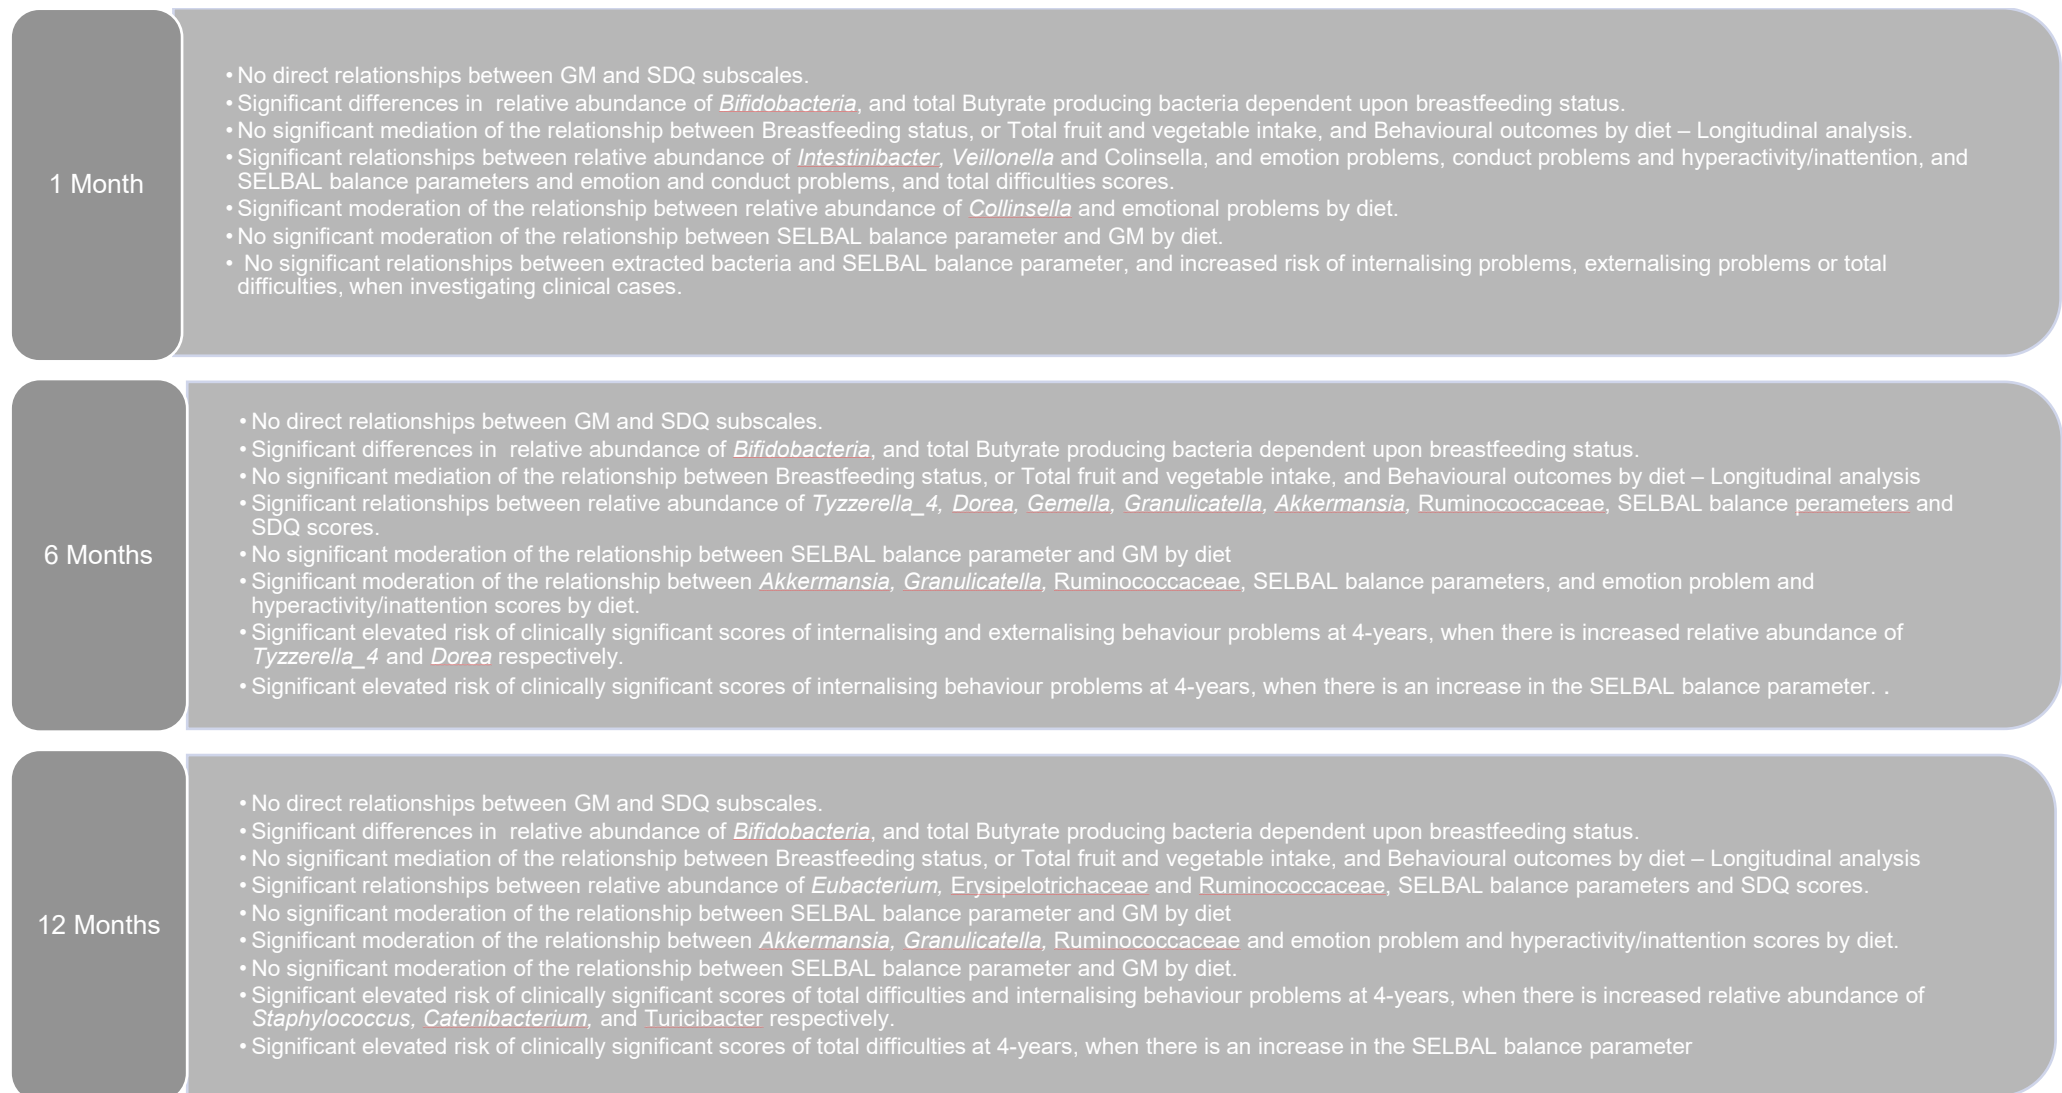 1 Month
• No direct relationships between GM and SDQ subscales.
• Significant differences in  relative abundance of Bifidobacteria, and total Butyrate producing bacteria dependent upon breastfeeding status.
• No significant mediation of the relationship between Breastfeeding status, or Total fruit and vegetable intake, and Behavioural outcomes by diet – Longitudinal analysis.
• Significant relationships between relative abundance of Intestinibacter, Veillonella and Colinsella, and emotion problems, conduct problems and hyperactivity/inattention, and
SELBAL balance parameters and emotion and conduct problems, and total difficulties scores.
• Significant moderation of the relationship between relative abundance of Collinsella and emotional problems by diet.
• No significant moderation of the relationship between SELBAL balance parameter and GM by diet.
• No significant relationships between extracted bacteria and SELBAL balance parameter, and increased risk of internalising problems, externalising problems or total
difficulties, when investigating clinical cases.
6 Months
• No direct relationships between GM and SDQ subscales.
• Significant differences in  relative abundance of Bifidobacteria, and total Butyrate producing bacteria dependent upon breastfeeding status.
• No significant mediation of the relationship between Breastfeeding status, or Total fruit and vegetable intake, and Behavioural outcomes by diet – Longitudinal analysis
• Significant relationships between relative abundance of Tyzzerella_4, Dorea, Gemella, Granulicatella, Akkermansia, Ruminococcaceae, SELBAL balance perameters and
SDQ scores.
• No significant moderation of the relationship between SELBAL balance parameter and GM by diet
• Significant moderation of the relationship between Akkermansia, Granulicatella, Ruminococcaceae, SELBAL balance parameters, and emotion problem and
hyperactivity/inattention scores by diet.
• Significant elevated risk of clinically significant scores of internalising and externalising behaviour problems at 4-years, when there is increased relative abundance of
Tyzzerella_4 and Dorea respectively.
• Significant elevated risk of clinically significant scores of internalising behaviour problems at 4-years, when there is an increase in the SELBAL balance parameter. .
12 Months
• No direct relationships between GM and SDQ subscales.
• Significant differences in  relative abundance of Bifidobacteria, and total Butyrate producing bacteria dependent upon breastfeeding status.
• No significant mediation of the relationship between Breastfeeding status, or Total fruit and vegetable intake, and Behavioural outcomes by diet – Longitudinal analysis
• Significant relationships between relative abundance of Eubacterium, Erysipelotrichaceae and Ruminococcaceae, SELBAL balance parameters and SDQ scores.
• No significant moderation of the relationship between SELBAL balance parameter and GM by diet
• Significant moderation of the relationship between Akkermansia, Granulicatella, Ruminococcaceae and emotion problem and hyperactivity/inattention scores by diet.
• No significant moderation of the relationship between SELBAL balance parameter and GM by diet.
• Significant elevated risk of clinically significant scores of total difficulties and internalising behaviour problems at 4-years, when there is increased relative abundance of
Staphylococcus, Catenibacterium, and Turicibacter respectively.
• Significant elevated risk of clinically significant scores of total difficulties at 4-years, when there is an increase in the SELBAL balance parameter